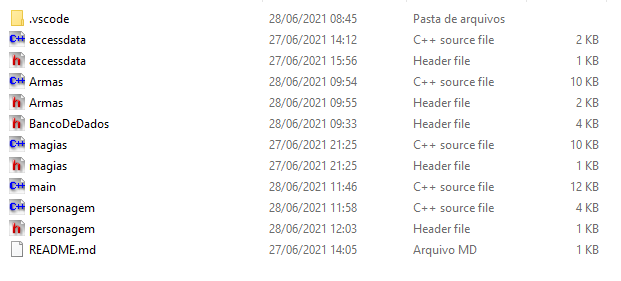 .vscode 28/06/2021 08:45 Pasta de arquivos
C++ accessdata 27/06/2021 14:12 C++ source file 2 KB
h accessdata 27/06/2021 15:56 Header file 1 KB
C++ Armas 28/06/2021 09:54 C++ source file 10 KB
h Armas 28/06/2021 09:55 Header file 2 KB
h BancoDeDados 28/06/2021 09:33 Header file 4 KB
C++ magias 27/06/2021 21:25 C++ source file 10 KB
h magias 27/06/2021 21:25 Header file 1 KB
C++ main 28/06/2021 11:46 C++ source file 12 KB
C++ personagem 28/06/2021 11:58 C++ source file 4 KB
h personagem 28/06/2021 12:03 Header file 1 KB
README.md 27/06/2021 14:05 Arquivo MD 1 KB